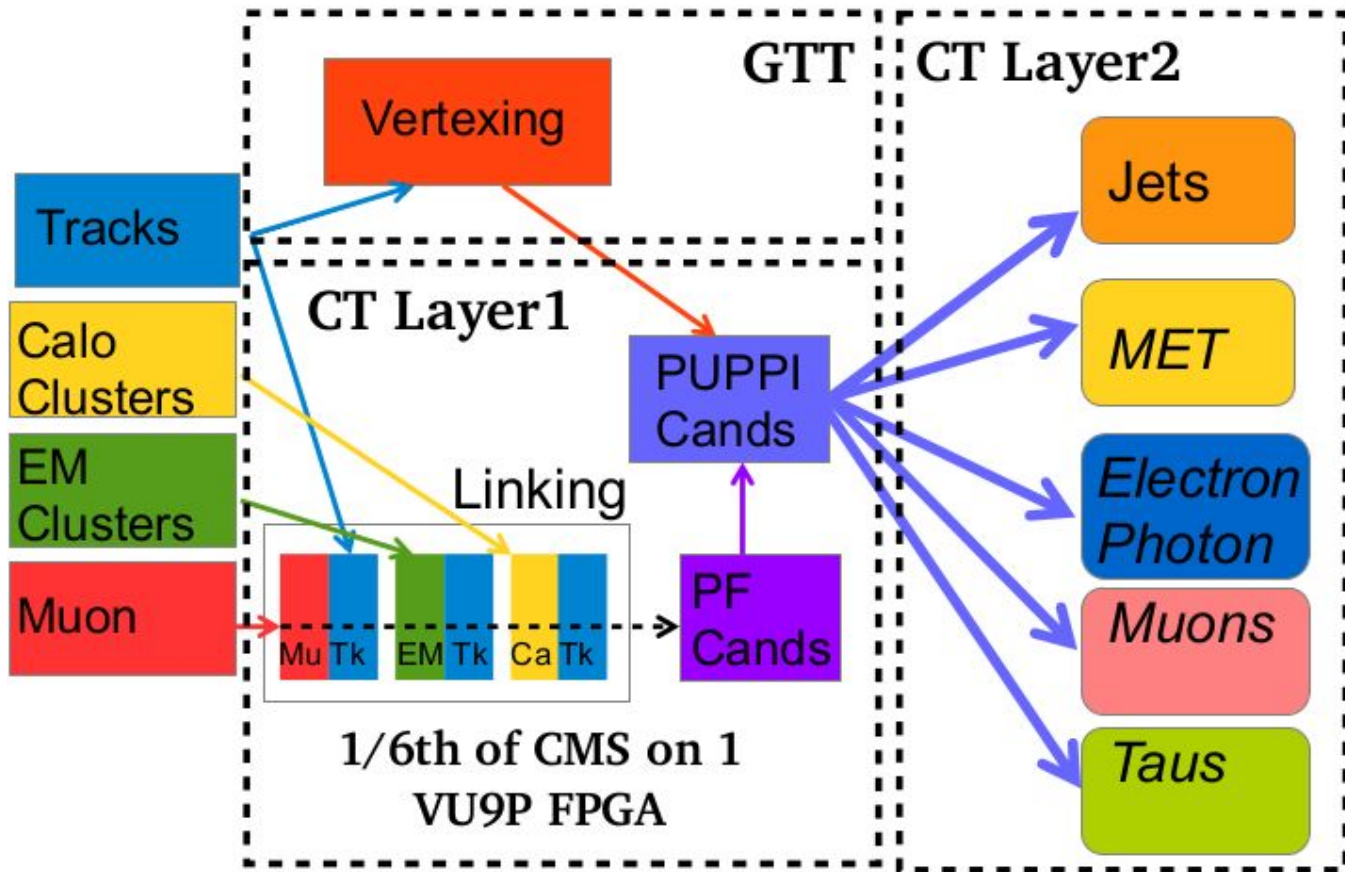 GTT
CT Layer2
Vertexing
Jets
Tracks
CT Layer1
Calo
Clusters
MET
PUPPI
Cands
EM
Clusters
Linking
Electron
Photon
Muon
Mu Tk EM Tk Ca Tk
PF
Cands
Muons
1/6th of CMS on 1
VU9P FPGA
Taus